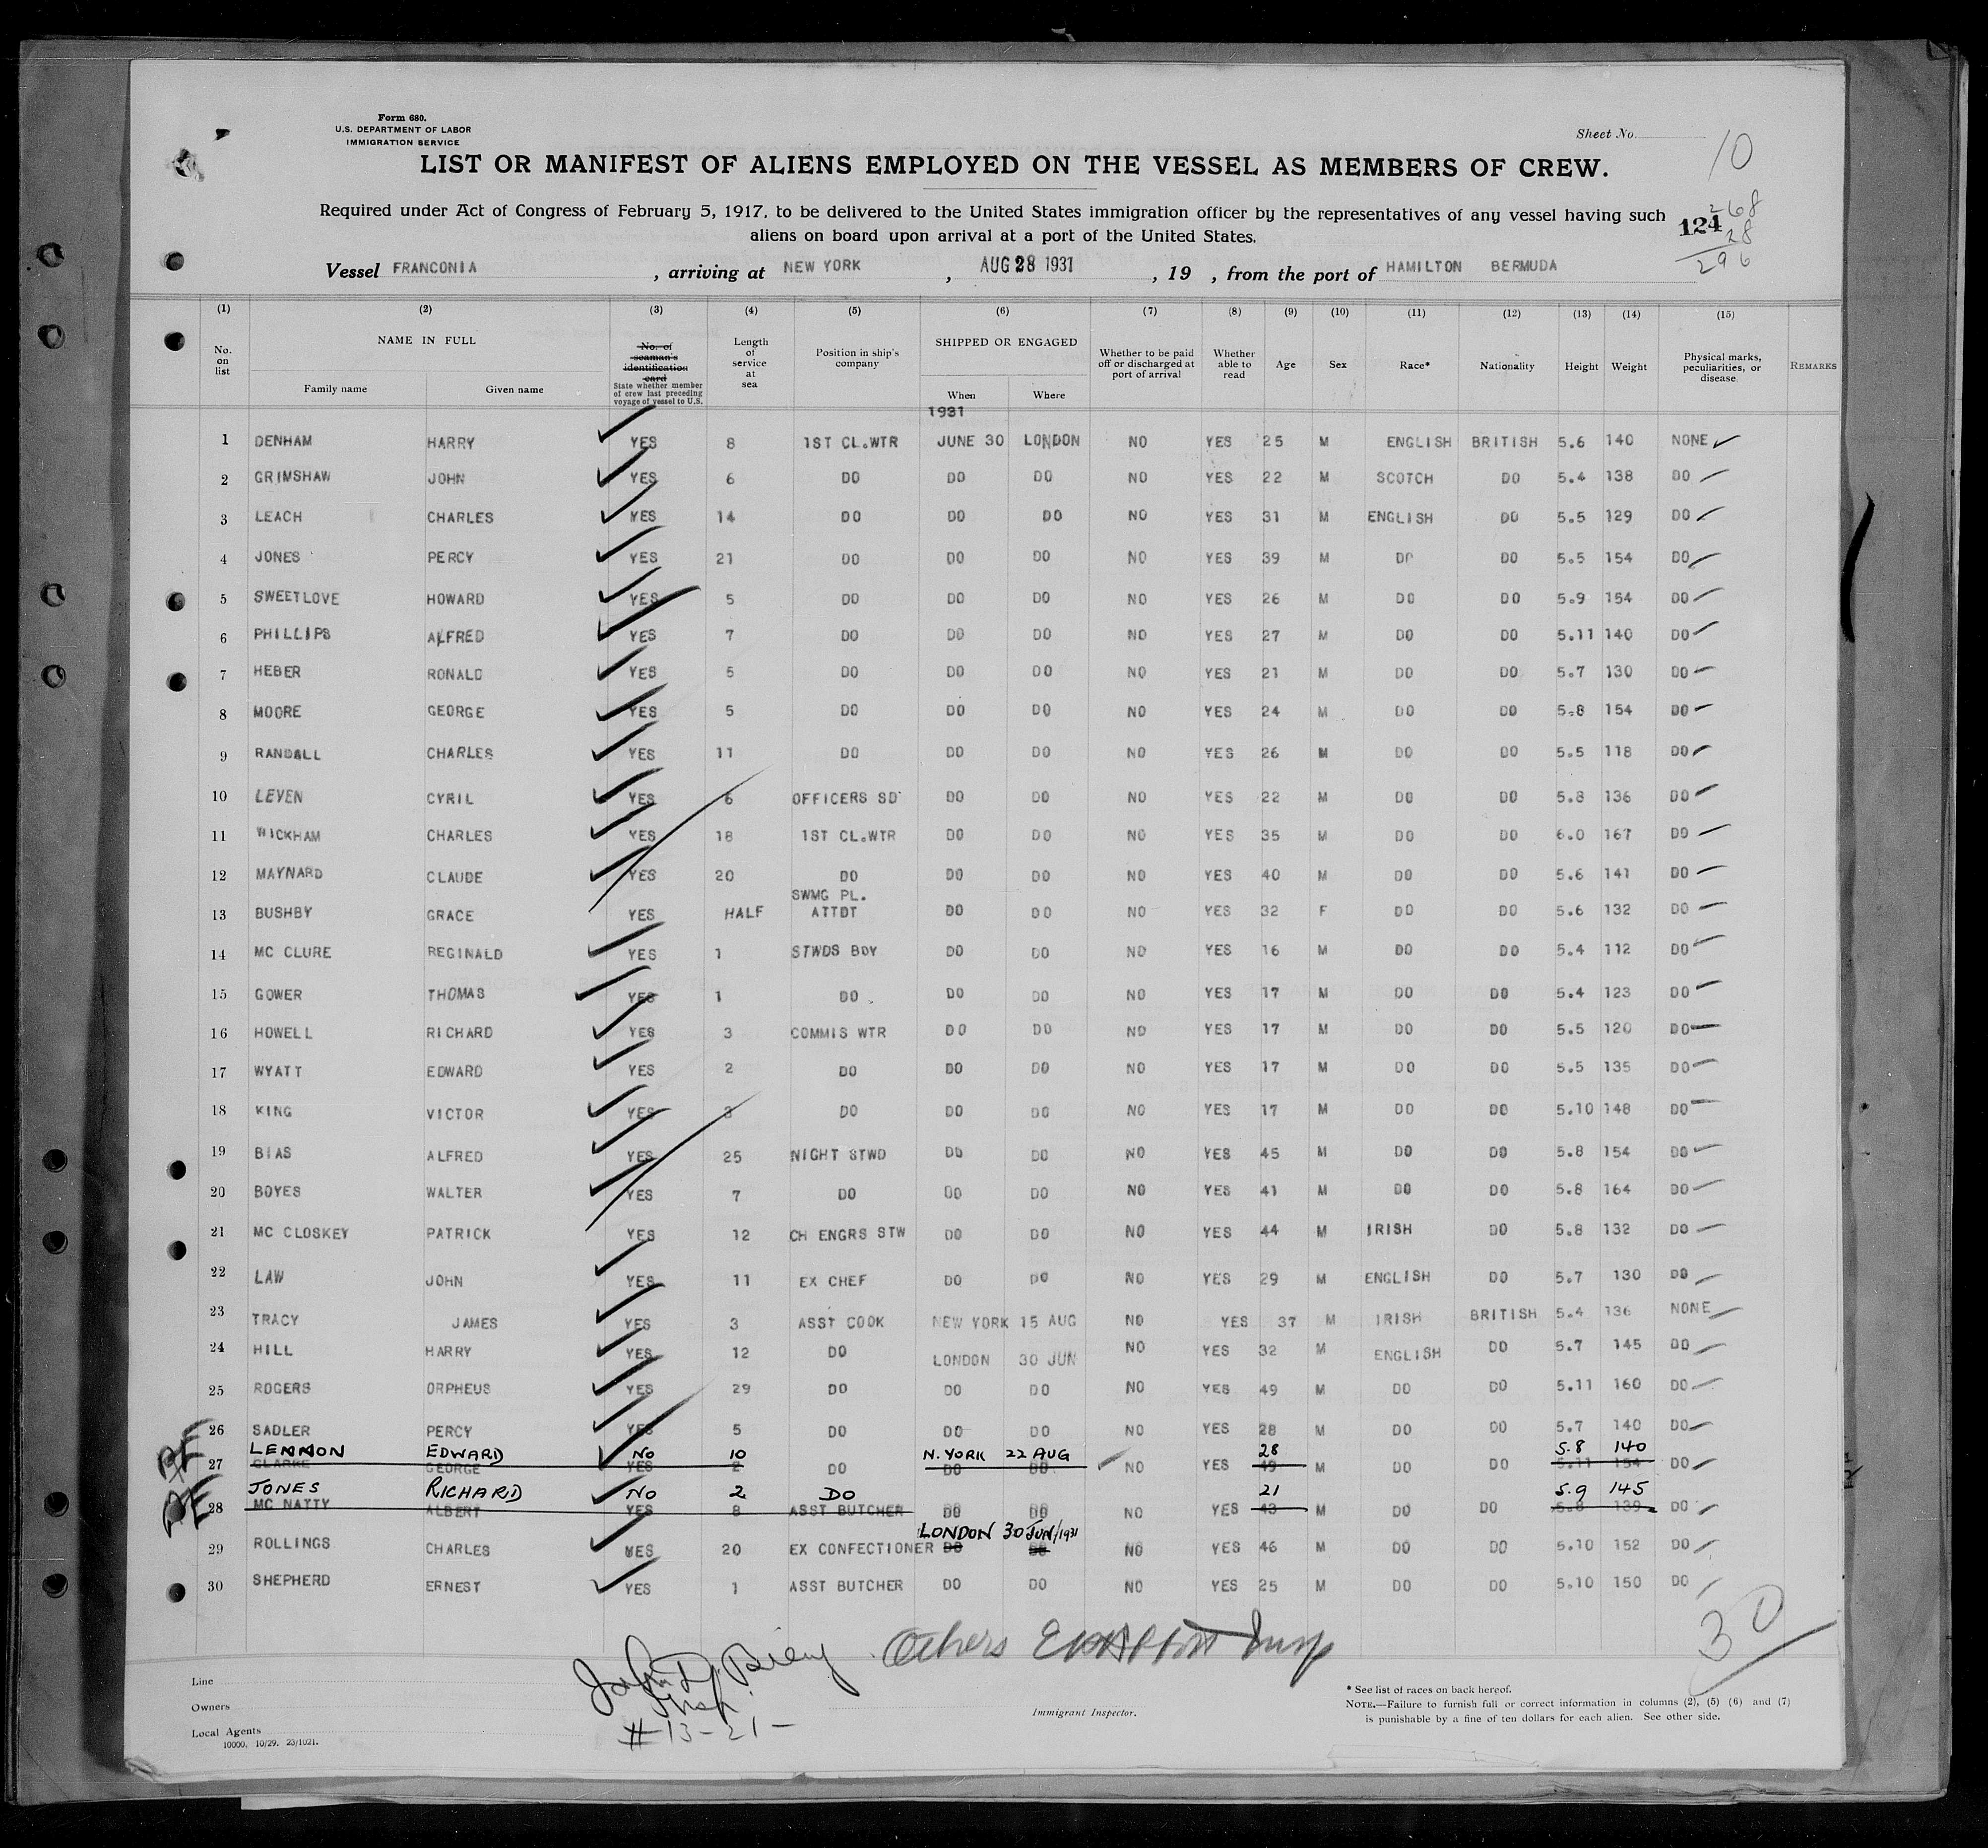 Form 680.
U.S. DEPARTMENT OF LABOR
IMMIGRATION SERVICE
Sheet No.
10
LIST OR MANIFEST OF ALIENS EMPLOYED ON THE VESSEL AS MEMBERS OF CREW.
Required under Act of Congress of February 5, 1917, to be delivered to the United States immigration officer by the representatives of any vessel having such
aliens on board upon arrival at a port of the United States.
124
268
28
296
Vessel FRANCONIA , arriving at NEW YORK , AUG 28 1931 , 19 , from the port of HAMILTON BERMUDA
(1) (2) (3) (4) (5) (6) (7) (8) (9) (10) (11) (12) (13) (14) (15)
No. on list
NAME IN FULL
Family name Given name
No. of seaman's identification card
State whether member of crew last preceding voyage of vessel to U.S.
Length of service at sea
Position in ship's company
SHIPPED OR ENGAGED
When Where
Whether to be paid off or discharged at port of arrival
Whether able to read
Age
Sex
Race*
Nationality
Height
Weight
Physical marks, peculiarities, or disease
REMARKS
1931
1 DENHAM HARRY YES 8 1ST CL.WTR JUNE 30 LONDON NO YES 25 M ENGLISH BRITISH 5.6 140 NONE
2 GRIMSHAW JOHN YES 6 DO DO DO NO YES 22 M SCOTCH DO 5.4 138 DO
3 LEACH CHARLES YES 14 DO DO DO NO YES 31 M ENGLISH DO 5.5 129 DO
4 JONES PERCY YES 21 DO DO DO NO YES 39 M DO DO 5.5 154 DO
5 SWEETLOVE HOWARD YES 5 DO DO DO NO YES 26 M DO DO 5.9 154 DO
6 PHILLIPS ALFRED YES 7 DO DO DO NO YES 27 M DO DO 5.11 140 DO
7 HEBER RONALD YES 5 DO DO DO NO YES 21 M DO DO 5.7 130 DO
8 MOORE GEORGE YES 5 DO DO DO NO YES 24 M DO DO 5.8 154 DO
9 RANDALL CHARLES YES 11 DO DO DO NO YES 26 M DO DO 5.5 118 DO
10 LEVEN CYRIL YES 6 OFFICERS SD DO DO NO YES 22 M DO DO 5.8 136 DO
11 WICKHAM CHARLES YES 18 1ST CL.WTR DO DO NO YES 35 M DO DO 6.0 167 DO
12 MAYNARD CLAUDE YES 20 DO DO DO NO YES 40 M DO DO 5.6 141 DO
13 BUSHBY GRACE YES HALF SWMG PL. ATTDT DO DO NO YES 32 F DO DO 5.6 132 DO
14 MC CLURE REGINALD YES 1 STWDS BOY DO DO NO YES 16 M DO DO 5.4 112 DO
15 GOWER THOMAS YES 1 DO DO DO NO YES 17 M DO DO 5.4 123 DO
16 HOWELL RICHARD YES 3 COMMIS WTR DO DO NO YES 17 M DO DO 5.5 120 DO
17 WYATT EDWARD YES 2 DO DO DO NO YES 17 M DO DO 5.5 135 DO
18 KING VICTOR YES 3 DO DO DO NO YES 17 M DO DO 5.10 148 DO
19 BIAS ALFRED YES 25 NIGHT STWD DO DO NO YES 45 M DO DO 5.8 154 DO
20 BOYES WALTER YES 7 DO DO DO NO YES 41 M DO DO 5.8 164 DO
21 MC CLOSKEY PATRICK YES 12 CH ENGRS STW DO DO NO YES 44 M IRISH DO 5.8 132 DO
22 LAW JOHN YES 11 EX CHEF DO DO NO YES 29 M ENGLISH DO 5.7 130 DO
23 TRACY JAMES YES 3 ASST COOK NEW YORK 15 AUG NO YES 37 M IRISH BRITISH 5.4 136 NONE
24 HILL HARRY YES 12 DO LONDON 30 JUN NO YES 32 M ENGLISH DO 5.7 145 DO
25 ROGERS ORPHEUS YES 29 DO DO DO NO YES 49 M DO DO 5.11 160 DO
26 SADLER PERCY YES 5 DO DO DO NO YES 28 M DO DO 5.7 140 DO
LENNON EDWARD No 10 N. YORK 22 AUG 28 5.8 140
27 CLARKE GEORGE YES 2 DO DO DO NO YES 49 M DO DO 5.11 154 DO
JONES RICHARD No 2 DO 21 5.9 145
28 MC NATTY ALBERT YES 8 ASST BUTCHER DO DO NO YES 43 M DO DO 5.8 139 DO
LONDON 30 JUN/1931
29 ROLLINGS CHARLES YES 20 EX CONFECTIONER DO DO NO YES 46 M DO DO 5.10 152 DO
30 SHEPHERD ERNEST YES 1 ASST BUTCHER DO DO NO YES 25 M DO DO 5.10 150 DO
30
Others Insp
John D.
Insp.
# 13-21-
Line
Owners
Local Agents
10000. 10/29. 23/1021.
Immigrant Inspector.
* See list of races on back hereof.
NOTE.—Failure to furnish full or correct information in columns (2), (5) (6) and (7)
is punishable by a fine of ten dollars for each alien. See other side.